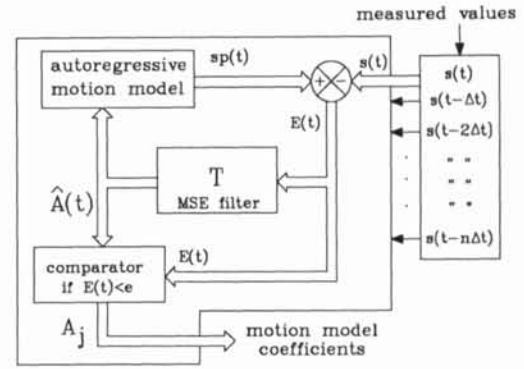 measured values
autoregressive
motion model
sp(t)
+
-
s(t)
s(t)
s(t-Δt)
s(t-2Δt)
. " "
. " "
. " "
s(t-nΔt)
E(t)
T
MSE filter
Â(t)
comparator
if E(t)<e
E(t)
A_j
motion model
coefficients